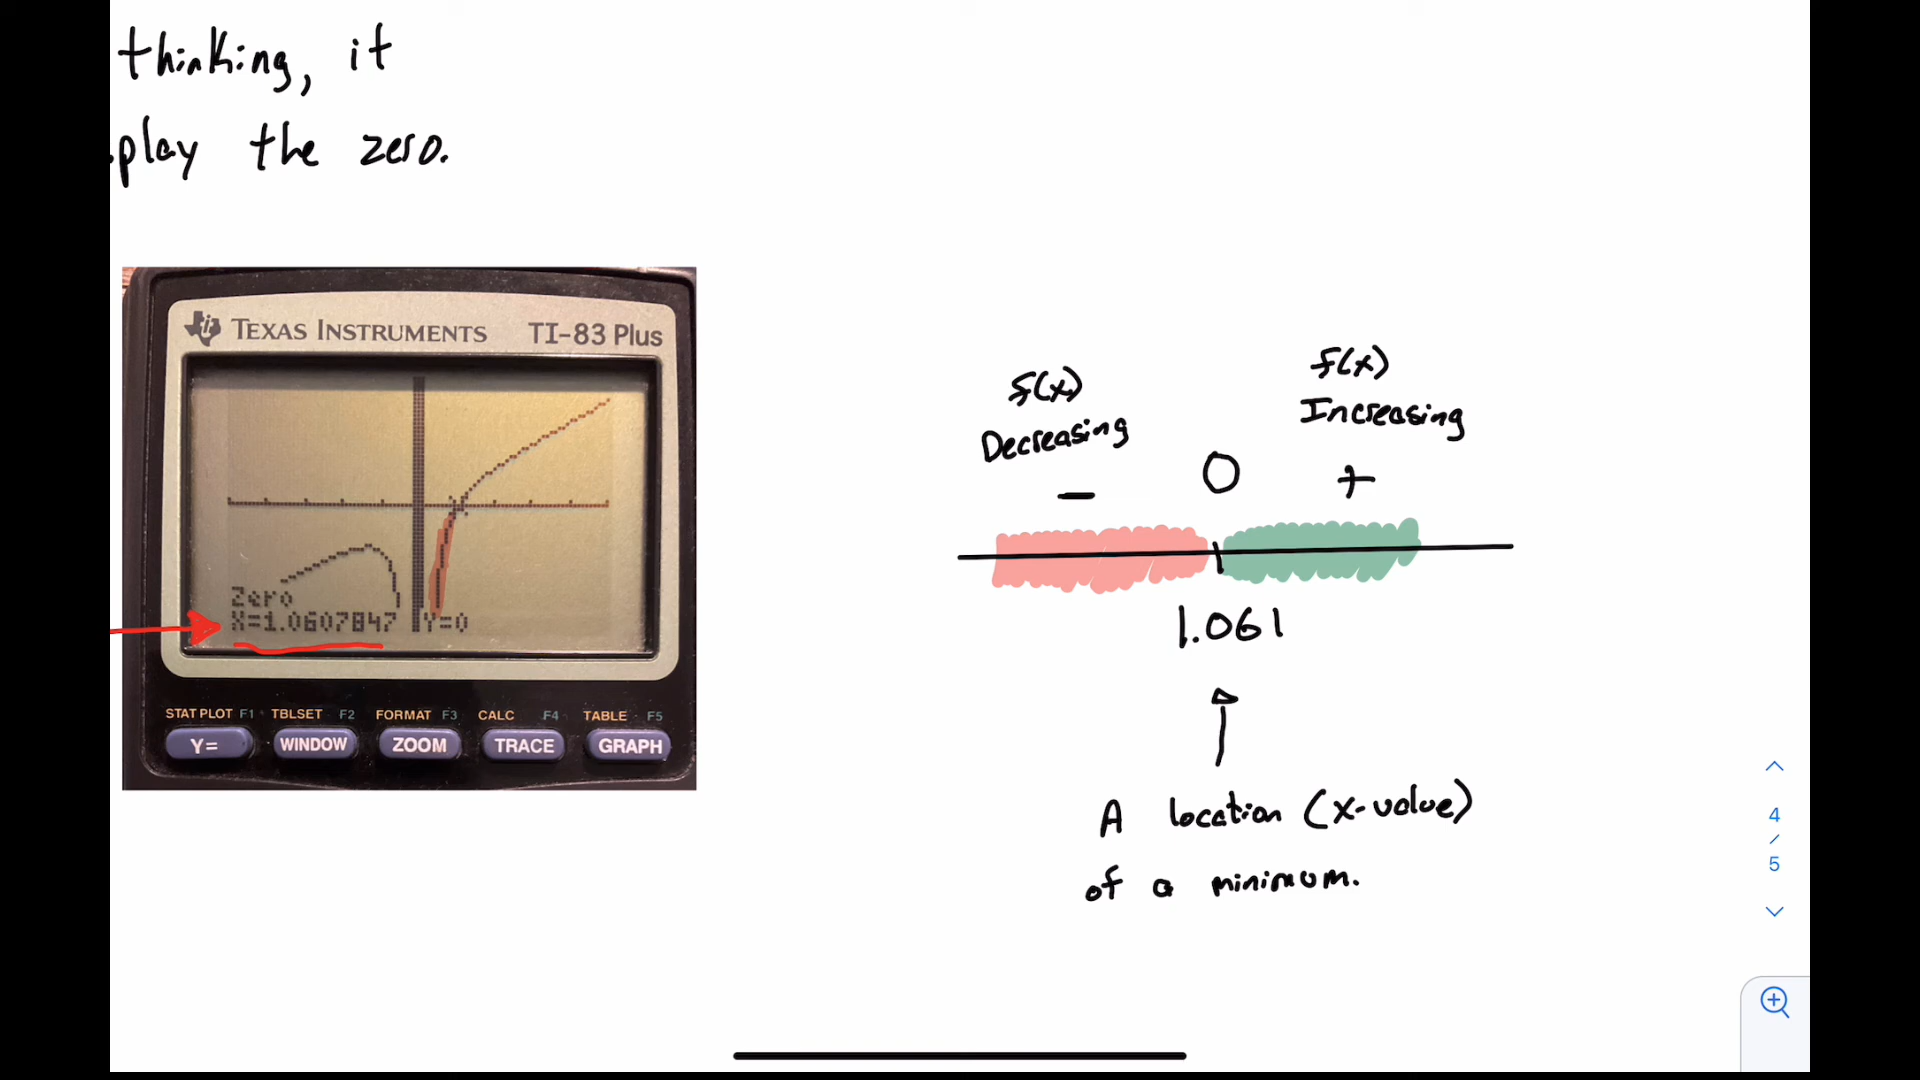 thinking, it
play the zero.
TEXAS INSTRUMENTS TI-83 Plus
Zero
X=1.0607847 Y=0
STAT PLOT F1 TBLSET F2 FORMAT F3 CALC F4 TABLE F5
Y= WINDOW ZOOM TRACE GRAPH
f(x) f(x)
Decreasing Increasing
− 0 +
1.061
A location (x-value)
of a minimum.
4
/
5